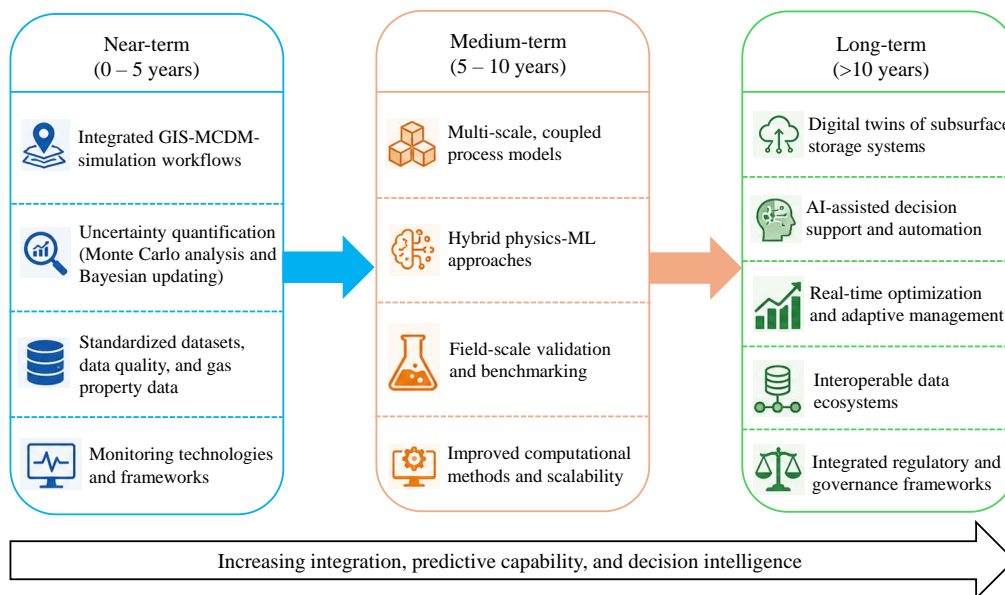 Near-term
(0 – 5 years)
Integrated GIS-MCDM-
simulation workflows
Uncertainty quantification
(Monte Carlo analysis and
Bayesian updating)
Standardized datasets,
data quality, and gas
property data
Monitoring technologies
and frameworks
Medium-term
(5 – 10 years)
Multi-scale, coupled
process models
Hybrid physics-ML
approaches
Field-scale validation
and benchmarking
Improved computational
methods and scalability
Long-term
(>10 years)
Digital twins of subsurface
storage systems
AI-assisted decision
support and automation
Real-time optimization
and adaptive management
Interoperable data
ecosystems
Integrated regulatory and
governance frameworks
Increasing integration, predictive capability, and decision intelligence